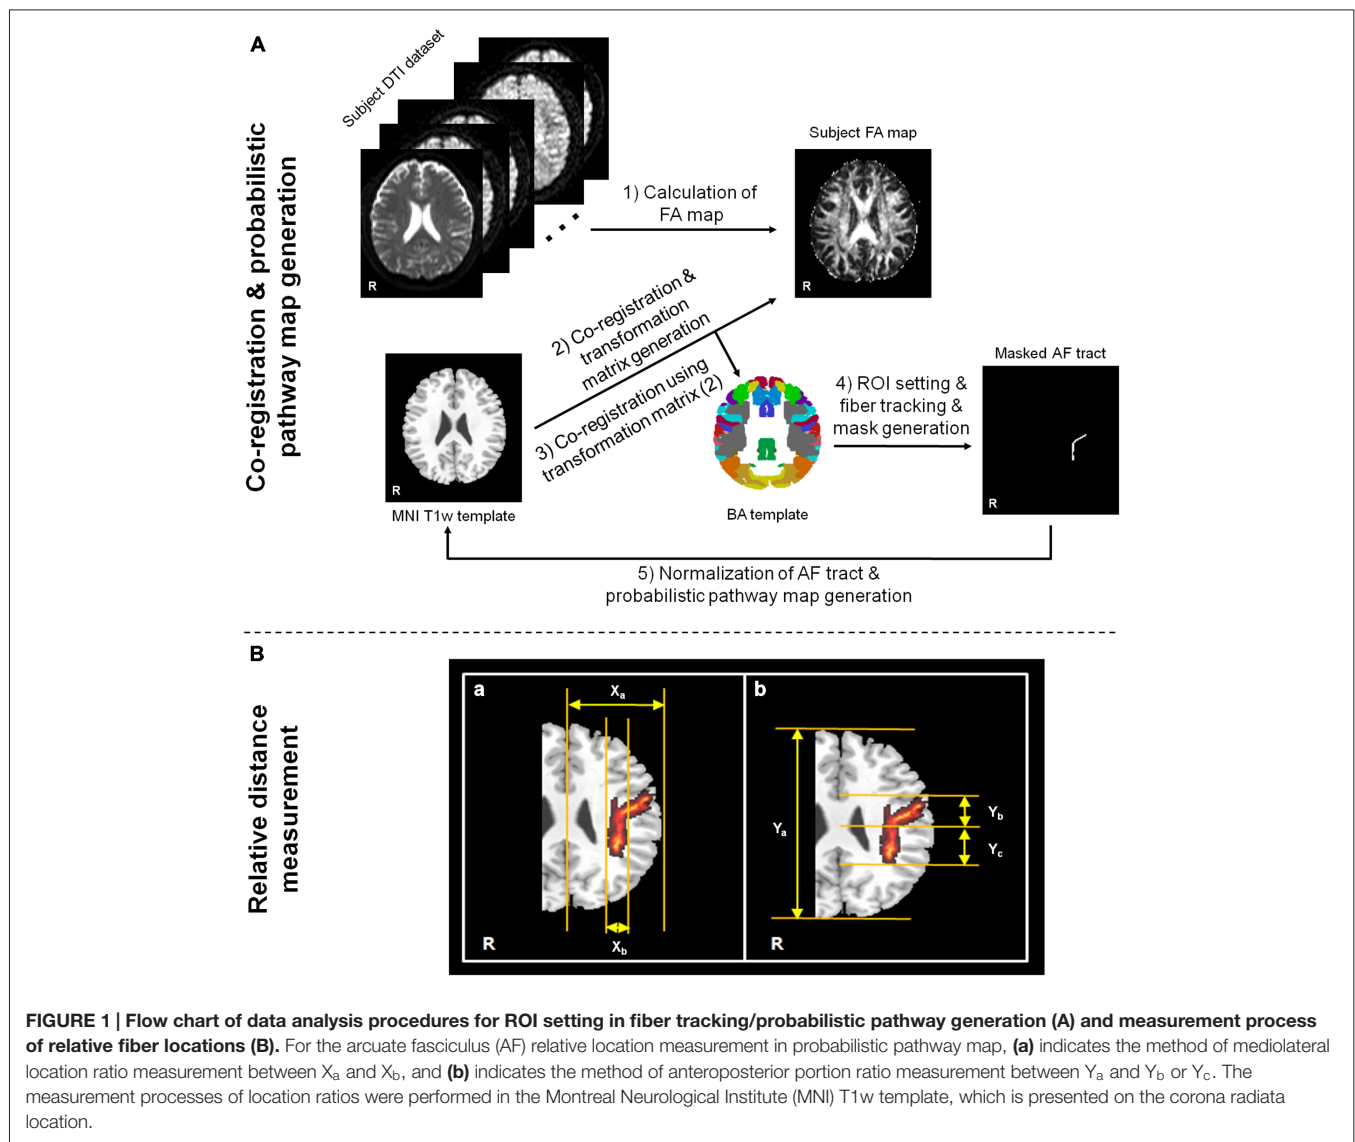 A
Co-registration & probabilistic
pathway map generation
Subject DTI dataset
R
1) Calculation of
FA map
Subject FA map
R
2) Co-registration &
transformation
matrix generation
3) Co-registration using
transformation matrix (2)
R
MNI T1w template
BA template
4) ROI setting &
fiber tracking &
mask generation
Masked AF tract
R
5) Normalization of AF tract &
probabilistic pathway map generation
B
Relative distance
measurement
a
Xa
Xb
R
b
Ya
Yb
Yc
R
FIGURE 1 | Flow chart of data analysis procedures for ROI setting in fiber tracking/probabilistic pathway generation (A) and measurement process
of relative fiber locations (B). For the arcuate fasciculus (AF) relative location measurement in probabilistic pathway map, (a) indicates the method of mediolateral
location ratio measurement between Xa and Xb, and (b) indicates the method of anteroposterior portion ratio measurement between Ya and Yb or Yc. The
measurement processes of location ratios were performed in the Montreal Neurological Institute (MNI) T1w template, which is presented on the corona radiata
location.